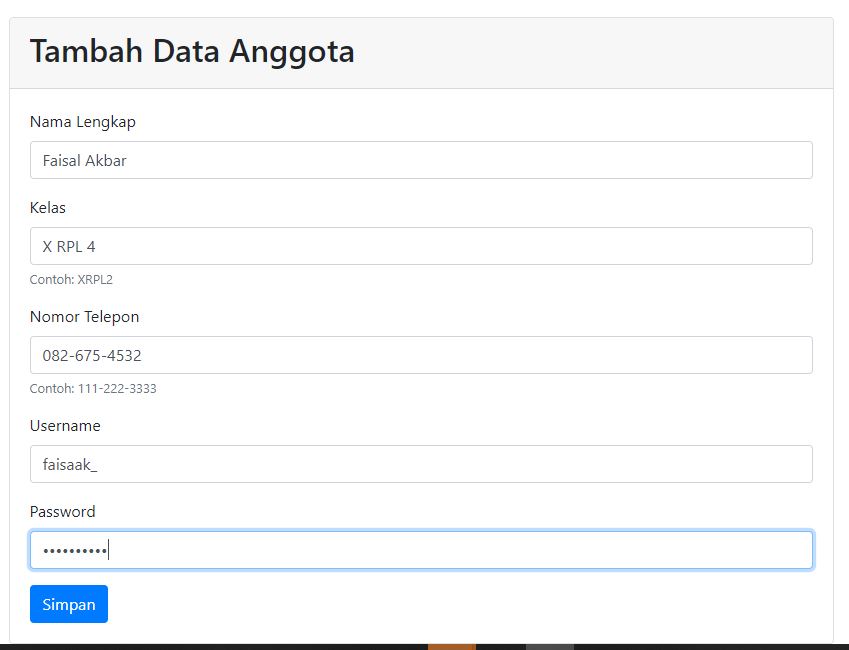 Tambah Data Anggota
Nama Lengkap
Faisal Akbar
Kelas
X RPL 4
Contoh: XRPL2
Nomor Telepon
082-675-4532
Contoh: 111-222-3333
Username
faisaak_
Password
••••••••••
Simpan